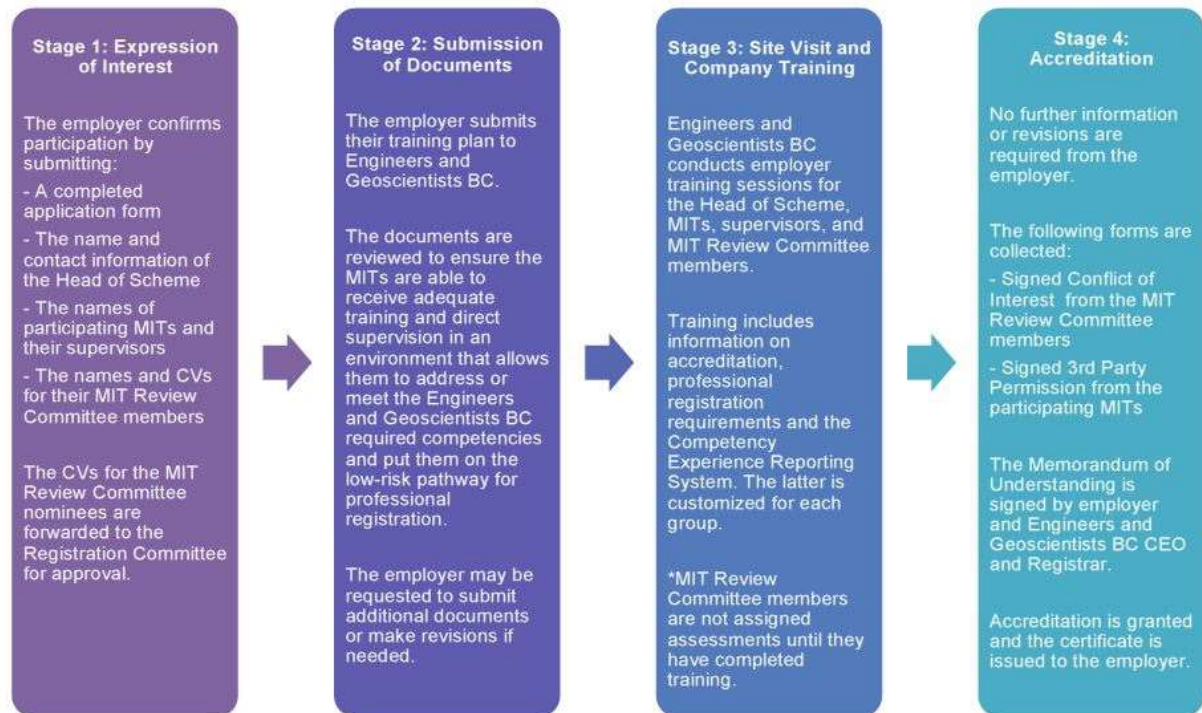 Stage 1: Expression
of Interest
The employer confirms
participation by
submitting:
- A completed
application form
- The name and
contact information of
the Head of Scheme
- The names of
participating MITs and
their supervisors
- The names and CVs
for their MIT Review
Committee members
The CVs for the MIT
Review Committee
nominees are
forwarded to the
Registration Committee
for approval.
Stage 2: Submission
of Documents
The employer submits
their training plan to
Engineers and
Geoscientists BC.
The documents are
reviewed to ensure the
MITs are able to
receive adequate
training and direct
supervision in an
environment that allows
them to address or
meet the Engineers and
Geoscientists BC
required competencies
and put them on the
low-risk pathway for
professional
registration.
The employer may be
requested to submit
additional documents
or make revisions if
needed.
Stage 3: Site Visit and
Company Training
Engineers and
Geoscientists BC
conducts employer
training sessions for
the Head of Scheme,
MITs, supervisors, and
MIT Review Committee
members.
Training includes
information on
accreditation,
professional
registration
requirements and the
Competency
Experience Reporting
System. The latter is
customized for each
group.
*MIT Review
Committee members
are not assigned
assessments until they
have completed
training.
Stage 4:
Accreditation
No further information
or revisions are
required from the
employer.
The following forms are
collected:
- Signed Conflict of
Interest from the MIT
Review Committee
members
- Signed 3rd Party
Permission from the
participating MITs
The Memorandum of
Understanding is
signed by employer
and Engineers and
Geoscientists BC CEO
and Registrar.
Accreditation is granted
and the certificate is
issued to the employer.